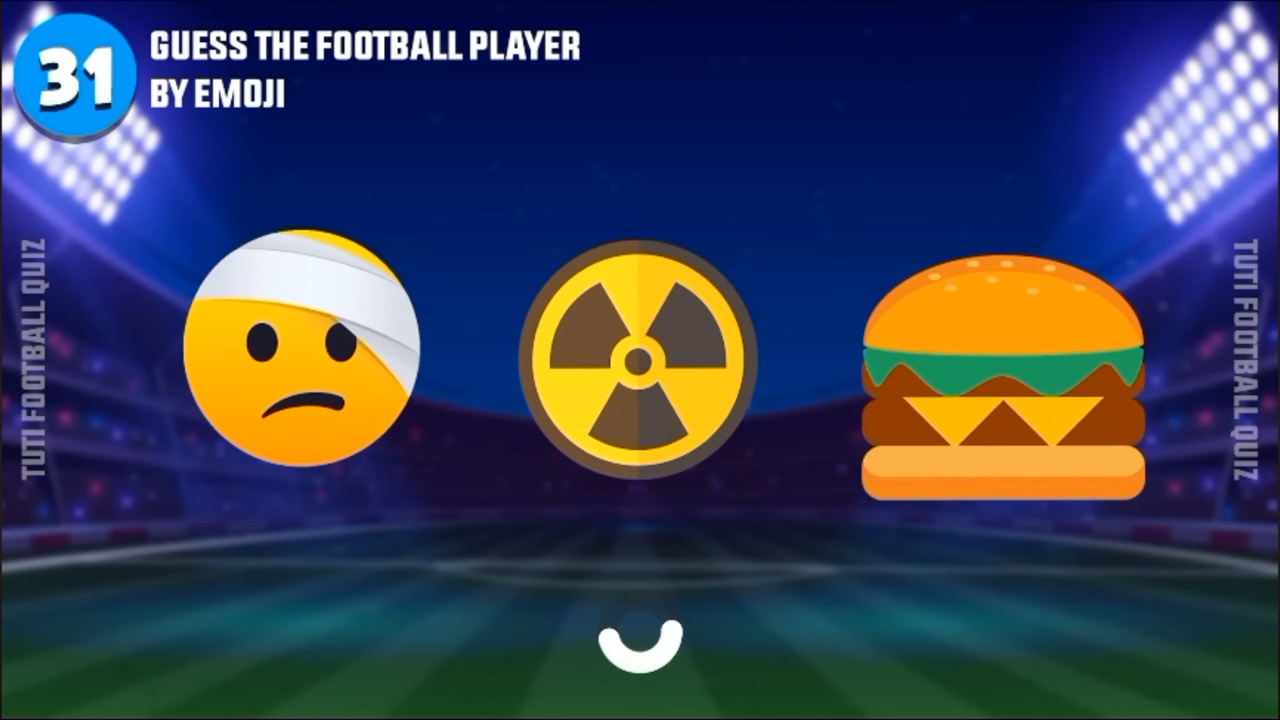 31
GUESS THE FOOTBALL PLAYER
BY EMOJI
TUTI FOOTBALL QUIZ
TUTI FOOTBALL QUIZ